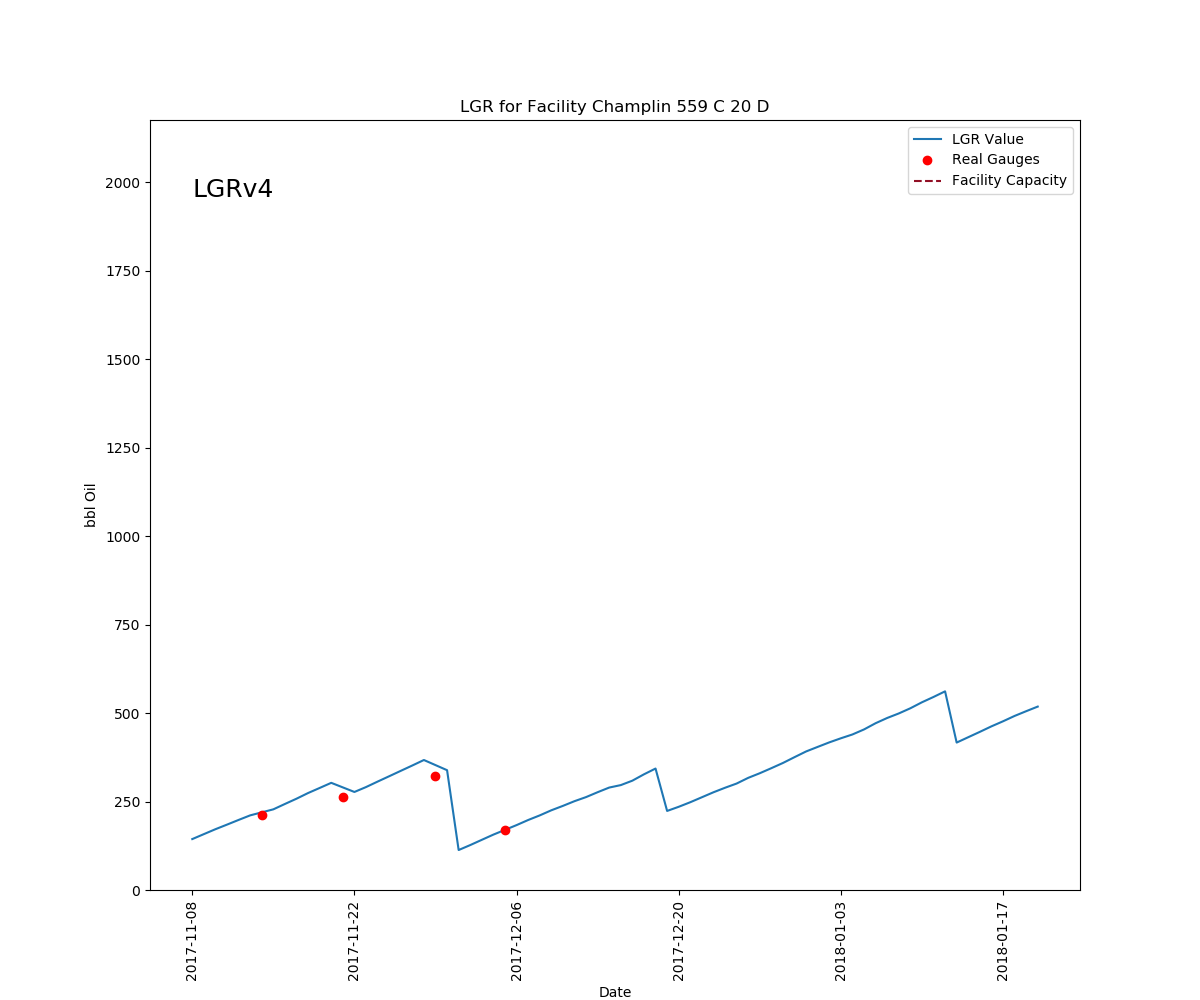 LGR for Facility Champlin 559 C 20 D
LGRv4
LGR Value
Real Gauges
Facility Capacity
2000
1750
1500
1250
1000
750
500
250
0
bbl Oil
2017-11-08
2017-11-22
2017-12-06
2017-12-20
2018-01-03
2018-01-17
Date